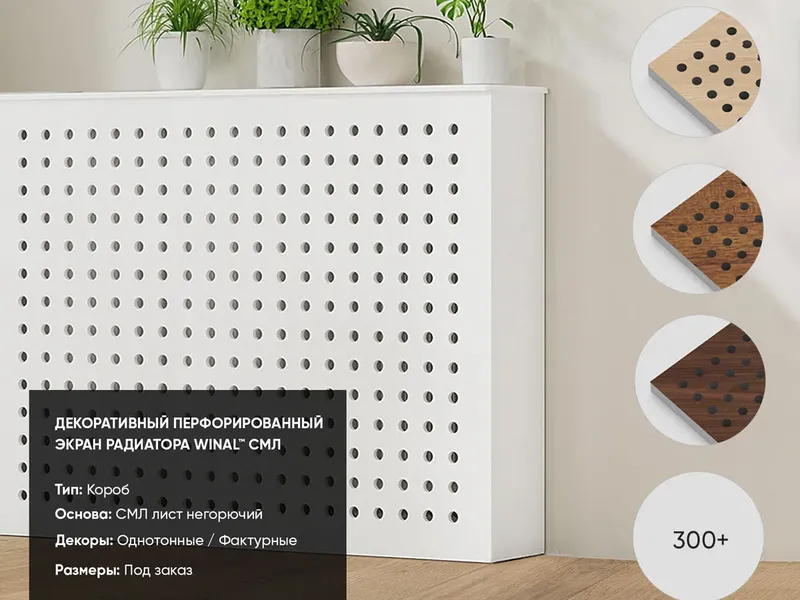 ДЕКОРАТИВНЫЙ ПЕРФОРИРОВАННЫЙ
ЭКРАН РАДИАТОРА WINAL™ СМЛ
Тип: Короб
Основа: СМЛ лист негорючий
Декоры: Однотонные / Фактурные
Размеры: Под заказ
300+